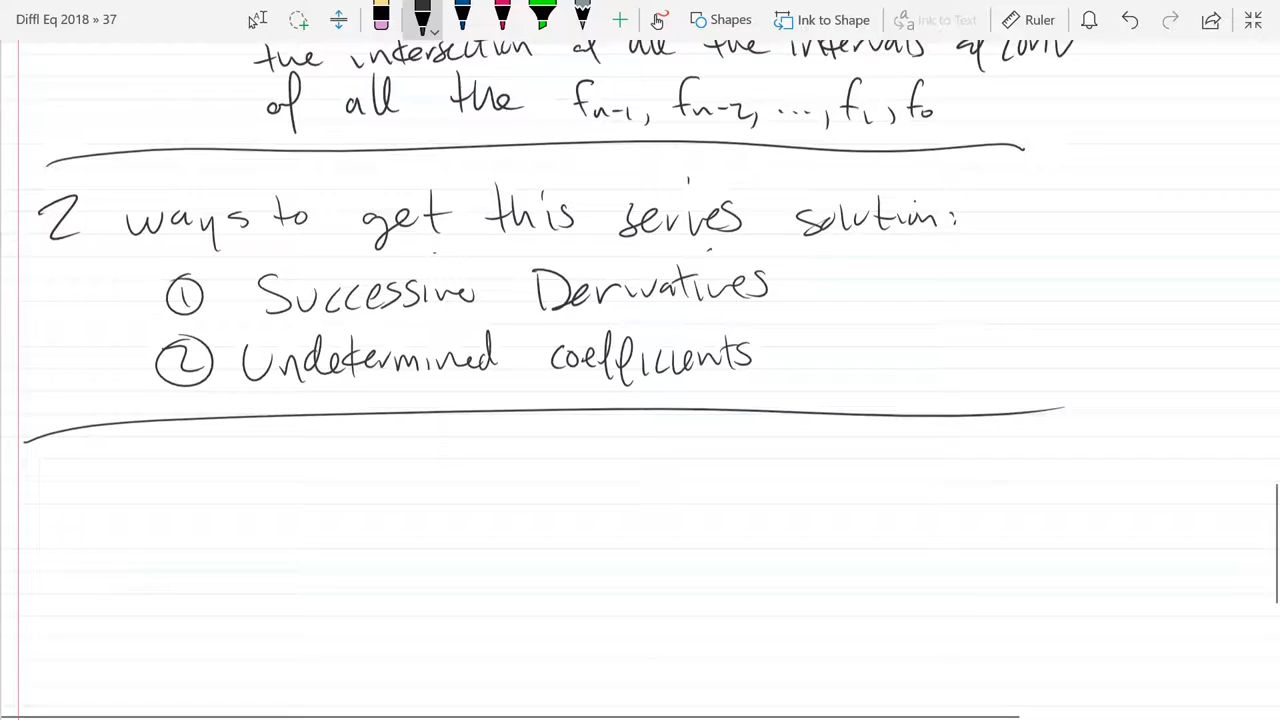 Diffl Eq 2018 » 37
Shapes
Ink to Shape
Ink to Text
Ruler
the intersection of all the intervals of conv
of all the fn-1, fn-2, ..., f1, f0
2 ways to get this series solution:
① Successive Derivatives
② Undetermined coefficients